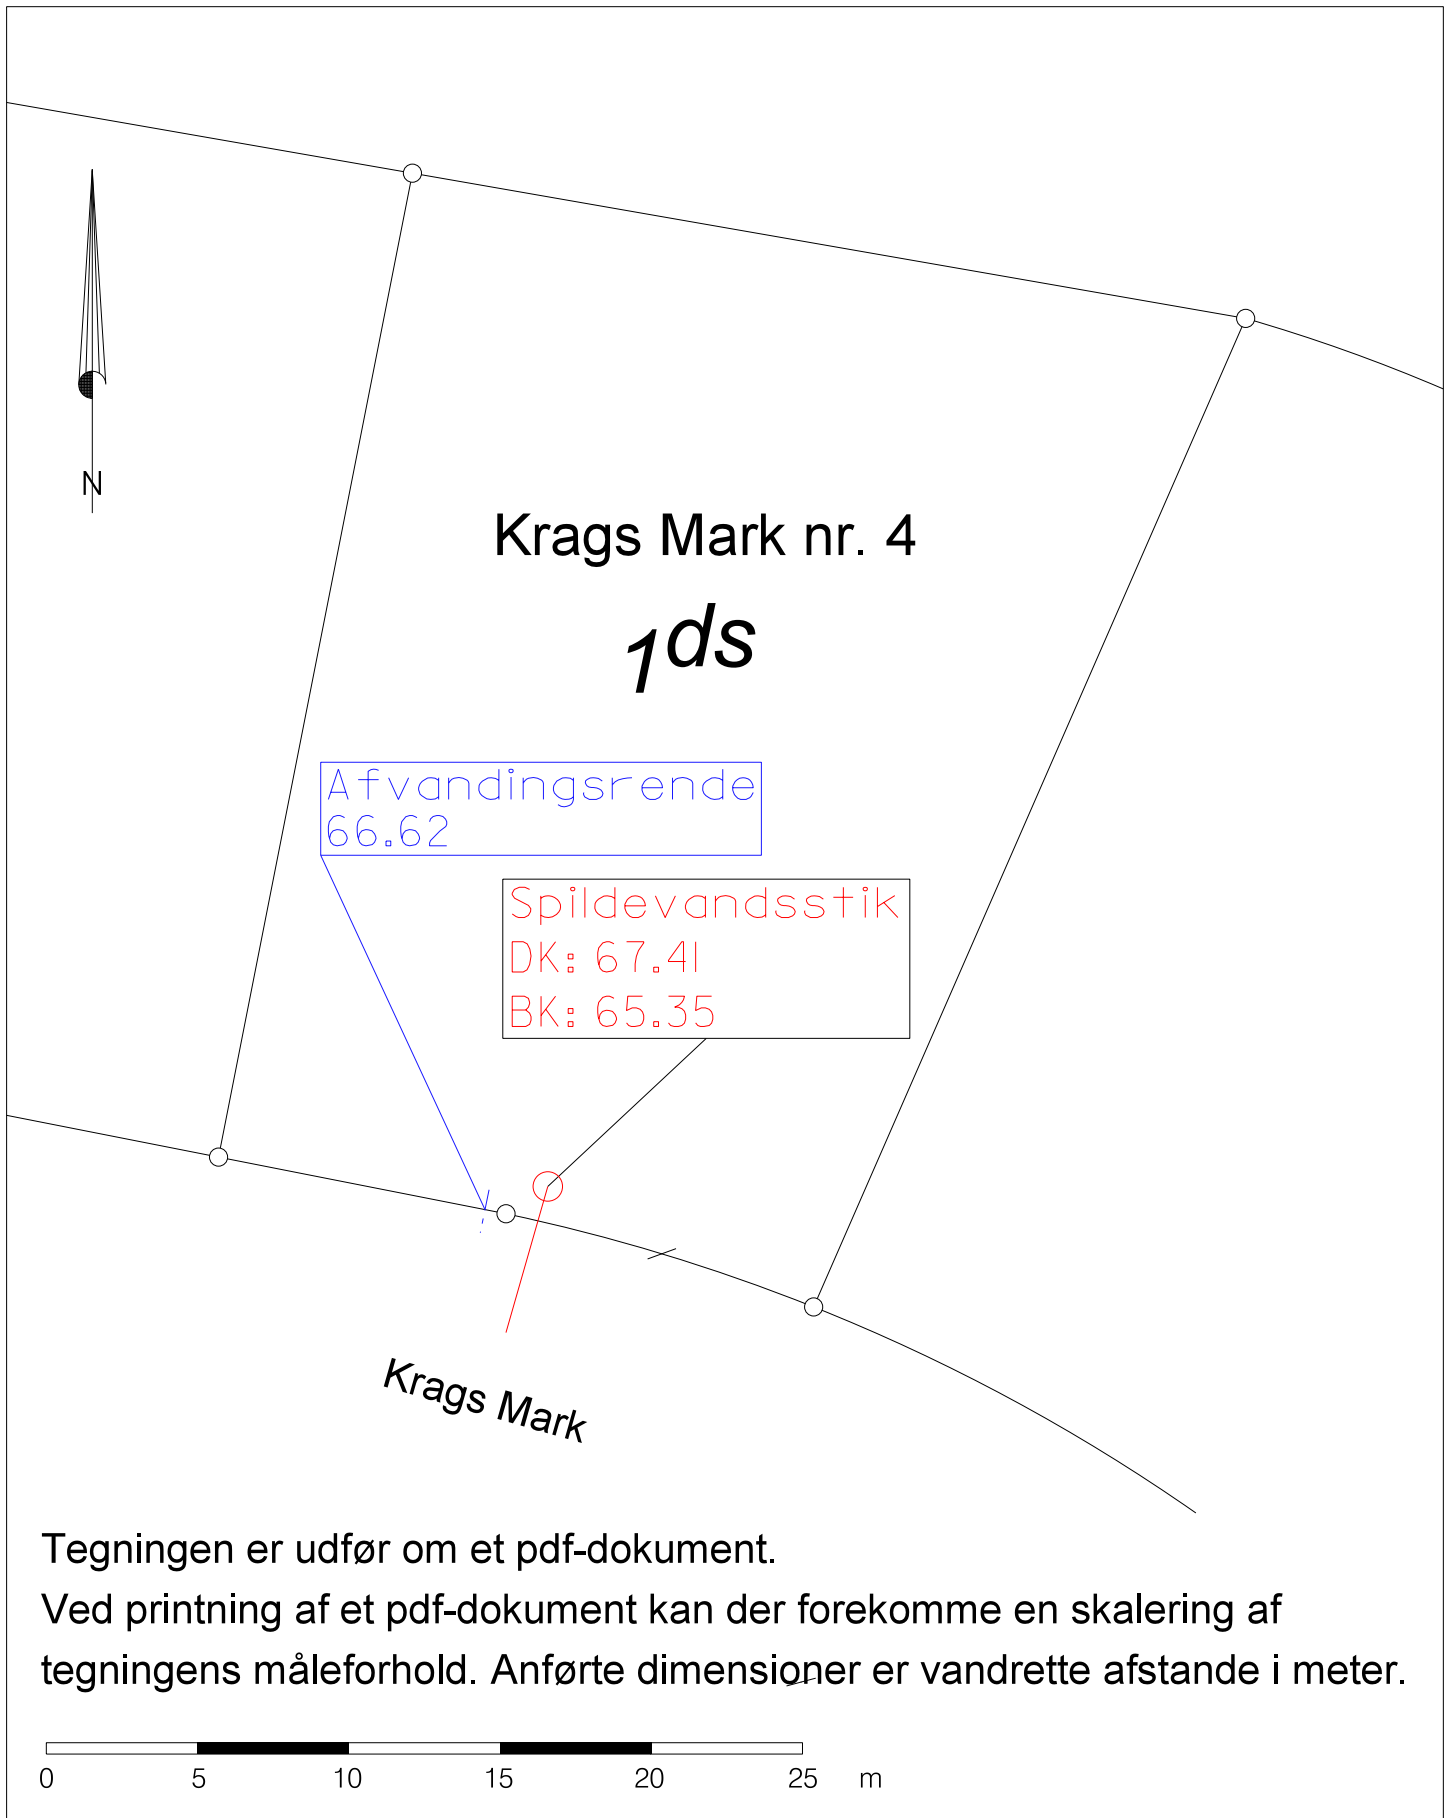 N
Krags Mark nr. 4
1ds
Afvandingsrende
66.62
Spildevandsstik
DK: 67.41
BK: 65.35
Krags Mark
Tegningen er udfør om et pdf-dokument.
Ved printning af et pdf-dokument kan der forekomme en skalering af
tegningens måleforhold. Anførte dimensioner er vandrette afstande i meter.
0 5 10 15 20 25 m